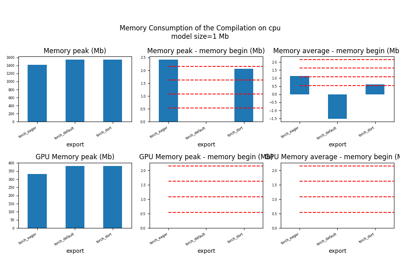 Memory Consumption of the Compilation on cpu
model size=1 Mb
Memory peak (Mb)
Memory peak - memory begin (Mb)
Memory average - memory begin (Mb)
1600
1400
1200
1000
800
600
400
200
0
torch_eager
torch_default
torch_dort
export
2.5
2.0
1.5
1.0
0.5
0.0
torch_eager
torch_default
torch_dort
export
2.0
1.5
1.0
0.5
0.0
−0.5
−1.0
−1.5
torch_eager
torch_default
torch_dort
export
GPU Memory peak (Mb)
GPU Memory peak - memory begin (Mb)
GPU Memory average - memory begin (M
400
350
300
250
200
150
100
50
0
torch_eager
torch_default
torch_dort
export
2.0
1.5
1.0
0.5
0.0
torch_eager
torch_default
torch_dort
export
2.0
1.5
1.0
0.5
0.0
torch_eager
torch_default
torch_dort
export